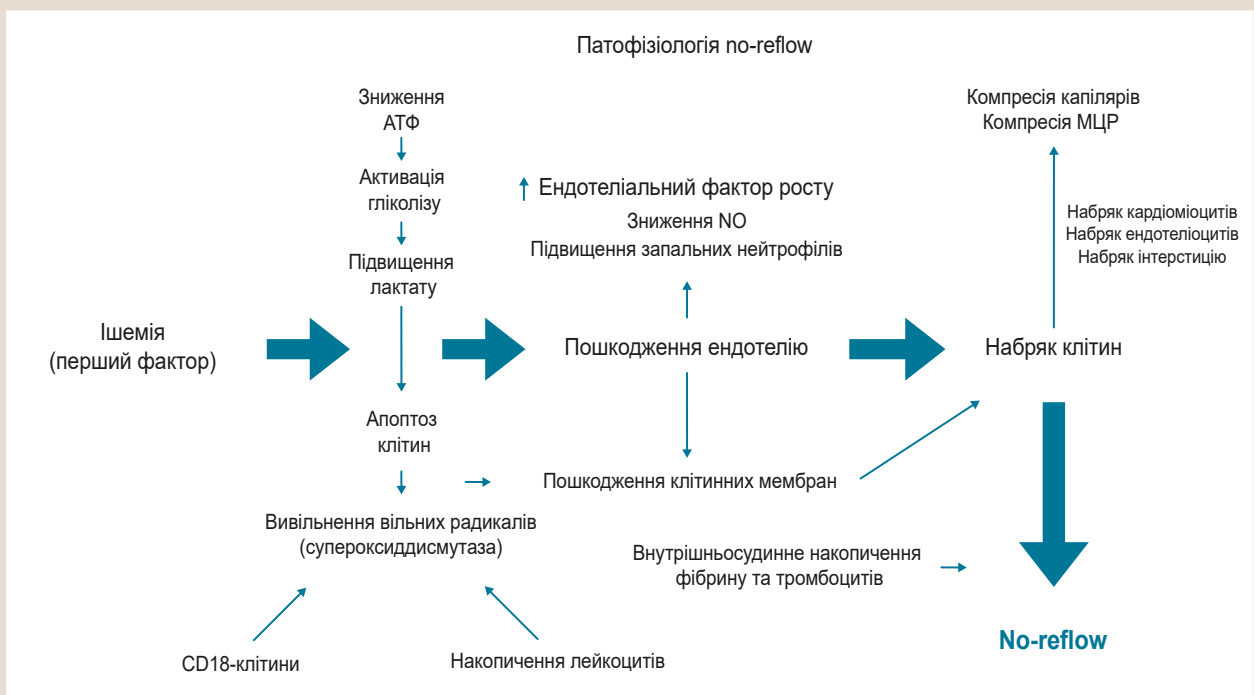 Патофізіологія no-reflow
Зниження
АТФ
Активація
гліколізу
Підвищення
лактату
Ендотеліальний фактор росту
Зниження NO
Підвищення запальних нейтрофілів
Компресія капілярів
Компресія МЦР
Набряк кардіоміоцитів
Набряк ендотеліоцитів
Набряк інтерстицію
Ішемія
(перший фактор)
Пошкодження ендотелію
Набряк клітин
Апоптоз
клітин
Пошкодження клітинних мембран
Вивільнення вільних радикалів
(супероксиддисмутаза)
Внутрішньосудинне накопичення
фібрину та тромбоцитів
No-reflow
CD18-клітини
Накопичення лейкоцитів